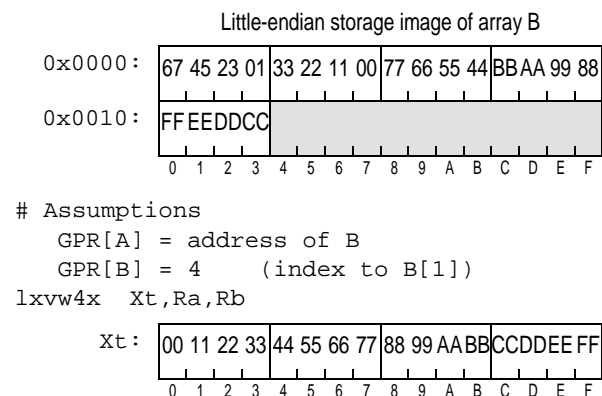 Little-endian storage image of array B
0x0000: 67 45 23 01 33 22 11 00 77 66 55 44 BB AA 99 88
0x0010: FF EE DD CC
0 1 2 3 4 5 6 7 8 9 A B C D E F
# Assumptions
GPR[A] = address of B
GPR[B] = 4 (index to B[1])
lxvw4x Xt,Ra,Rb
Xt: 00 11 22 33 44 55 66 77 88 99 AA BB CC DD EE FF
0 1 2 3 4 5 6 7 8 9 A B C D E F